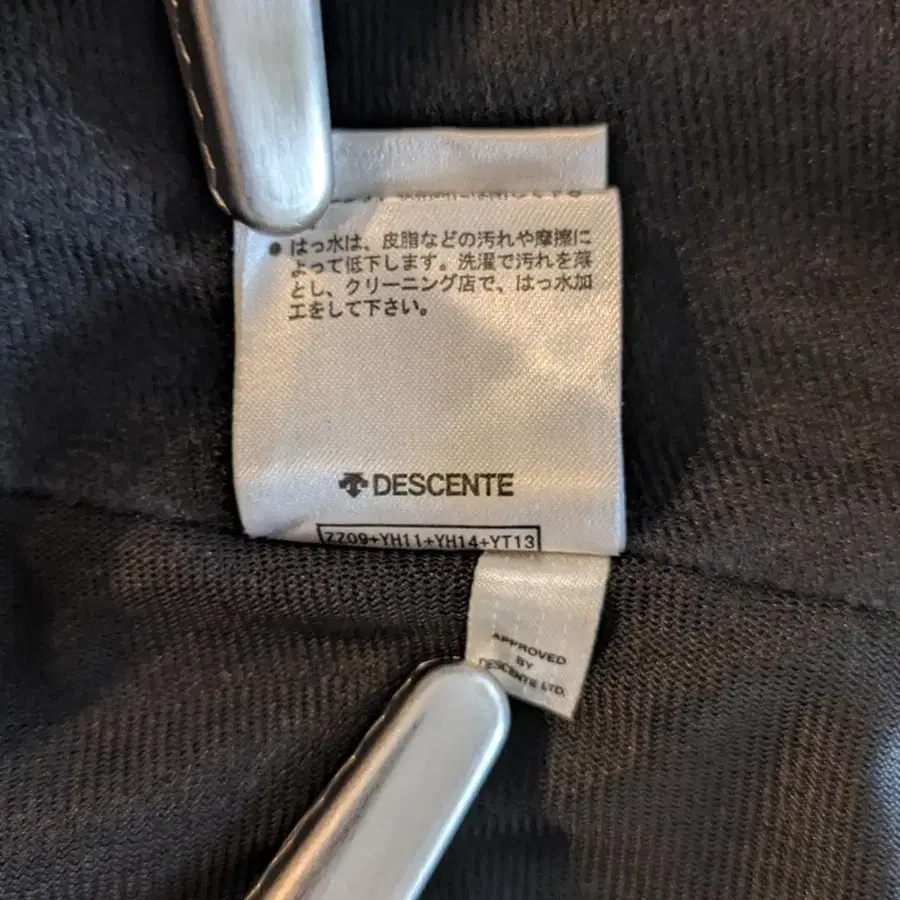 ● はっ水は、皮脂などの汚れや摩擦に
よって低下します。洗濯で汚れを落
とし、クリーニング店で、はっ水加
工をして下さい。
DESCENTE
ZZ09+YH11+YH14+YT13
APPROVED
BY
DESCENTE LTD.